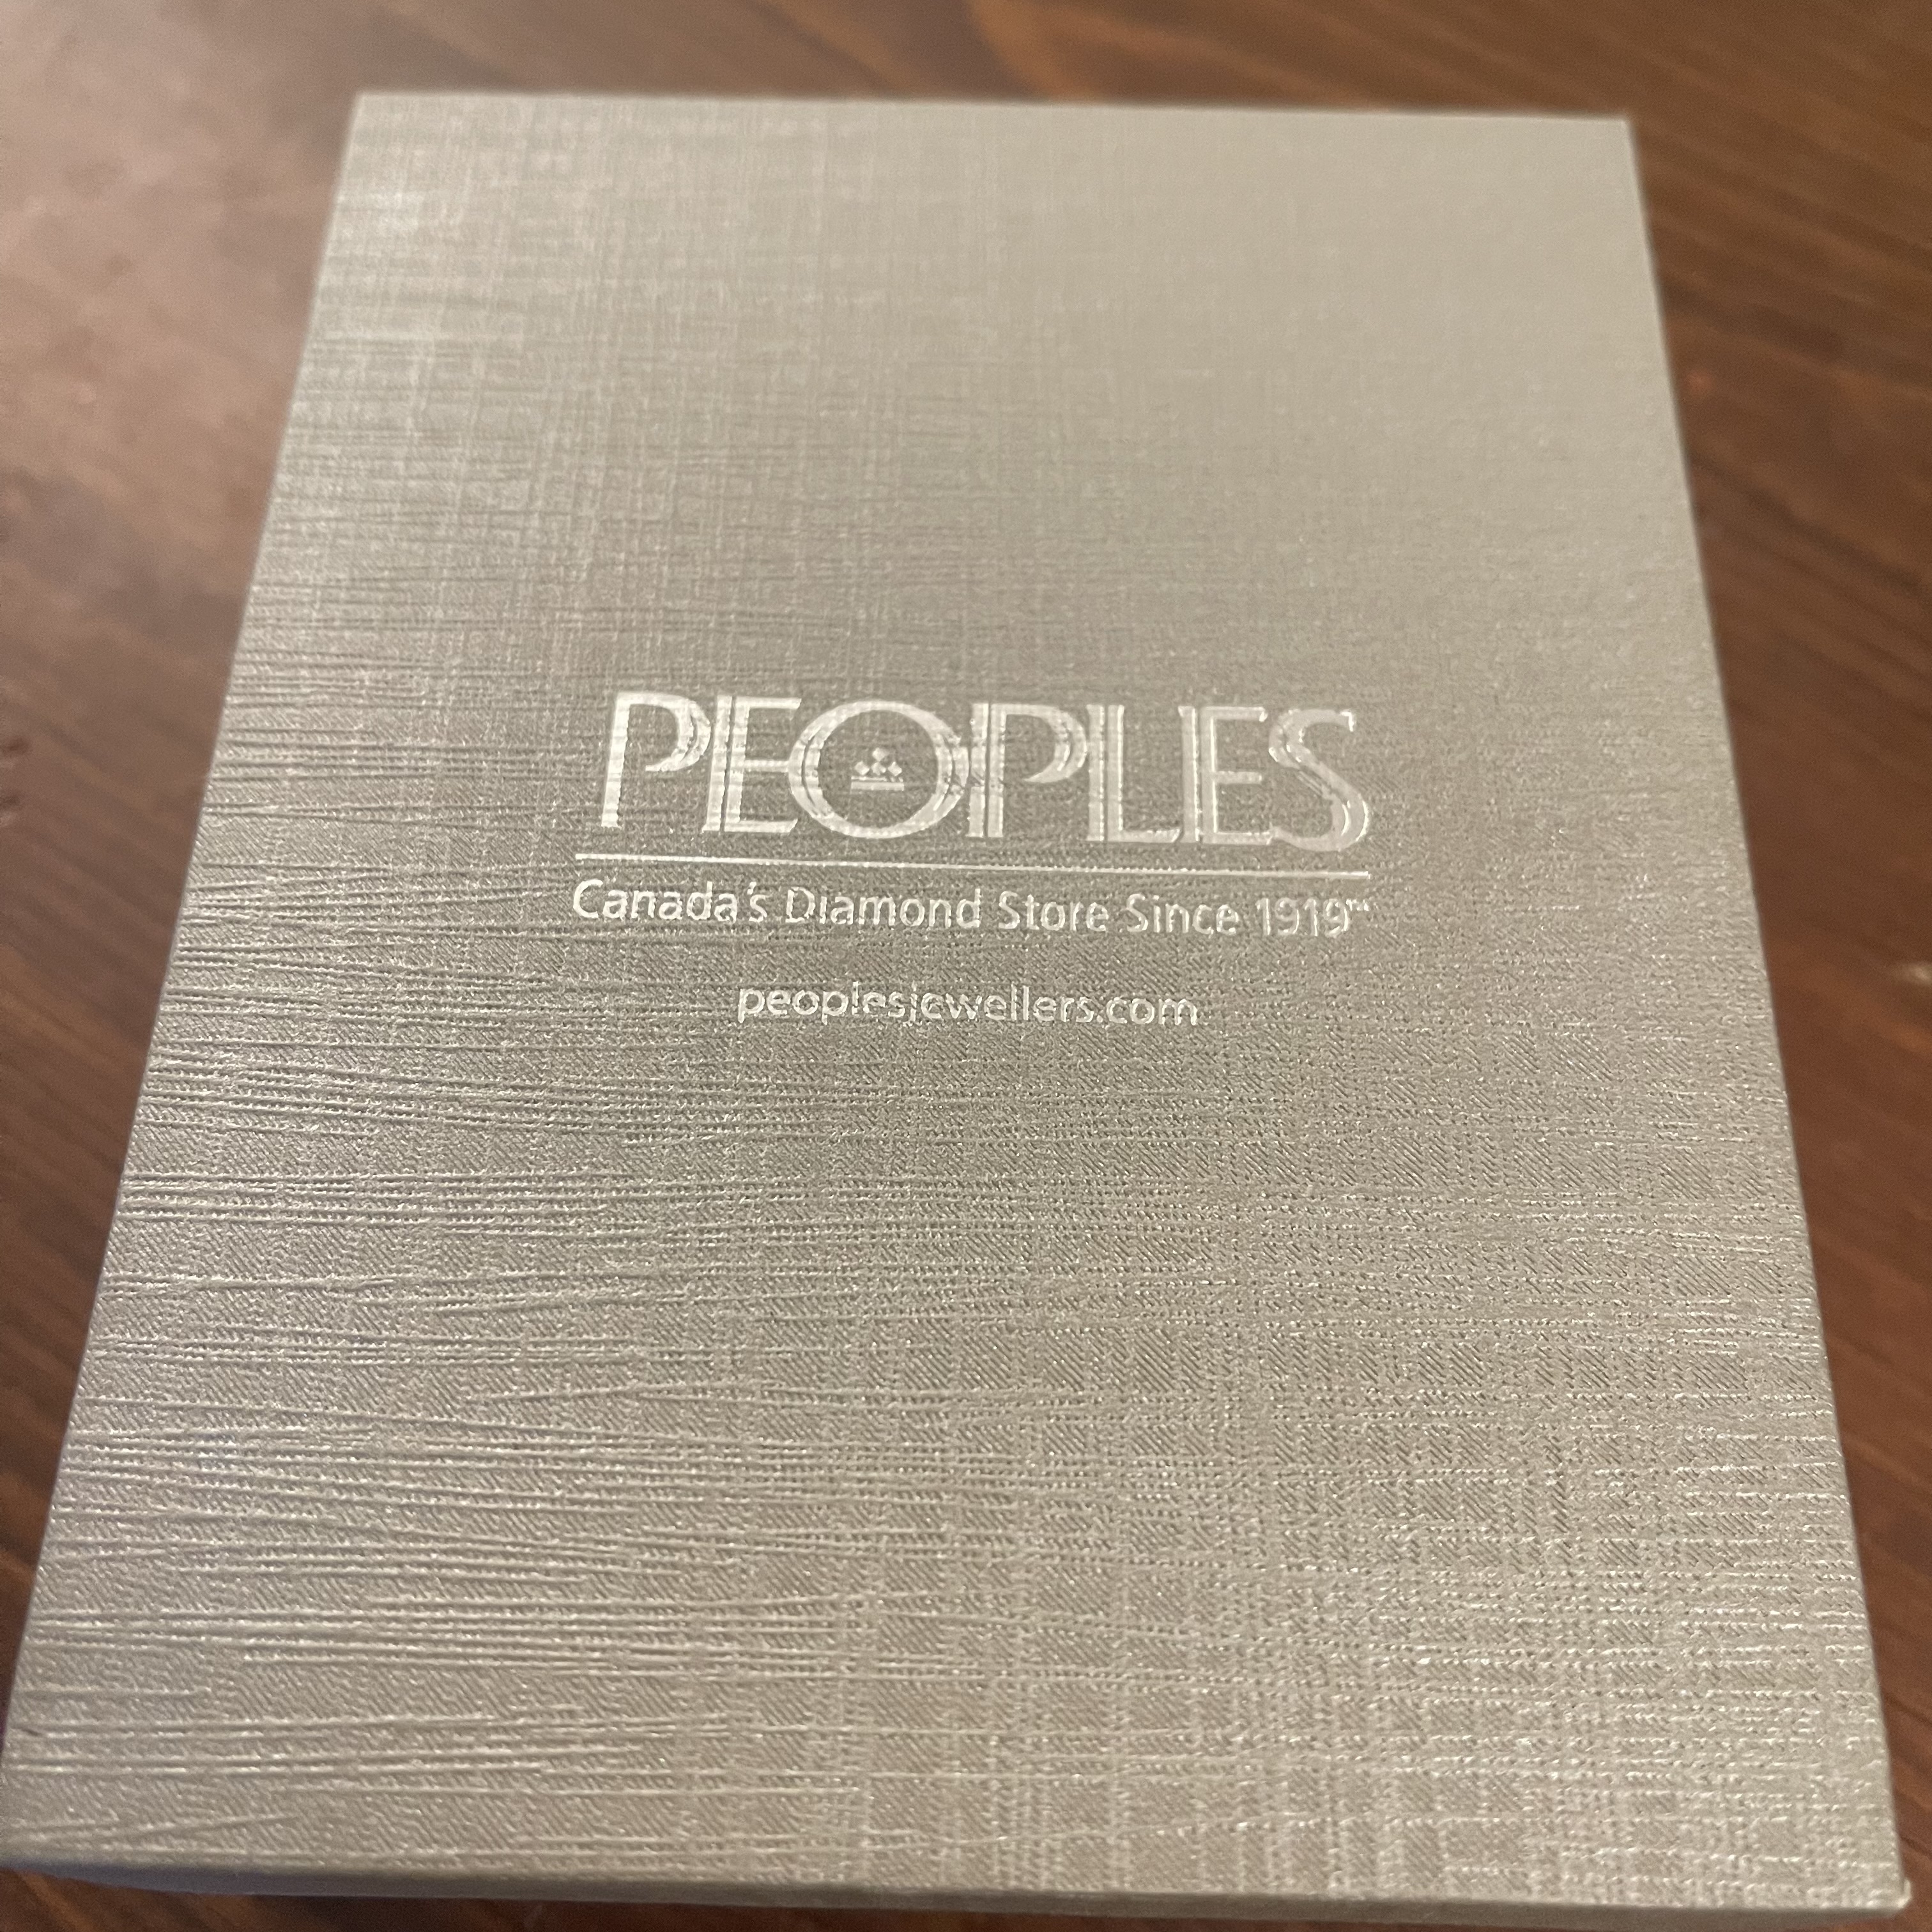 PEOPLES
Canada's Diamond Store Since 1919™
peoplesjewellers.com